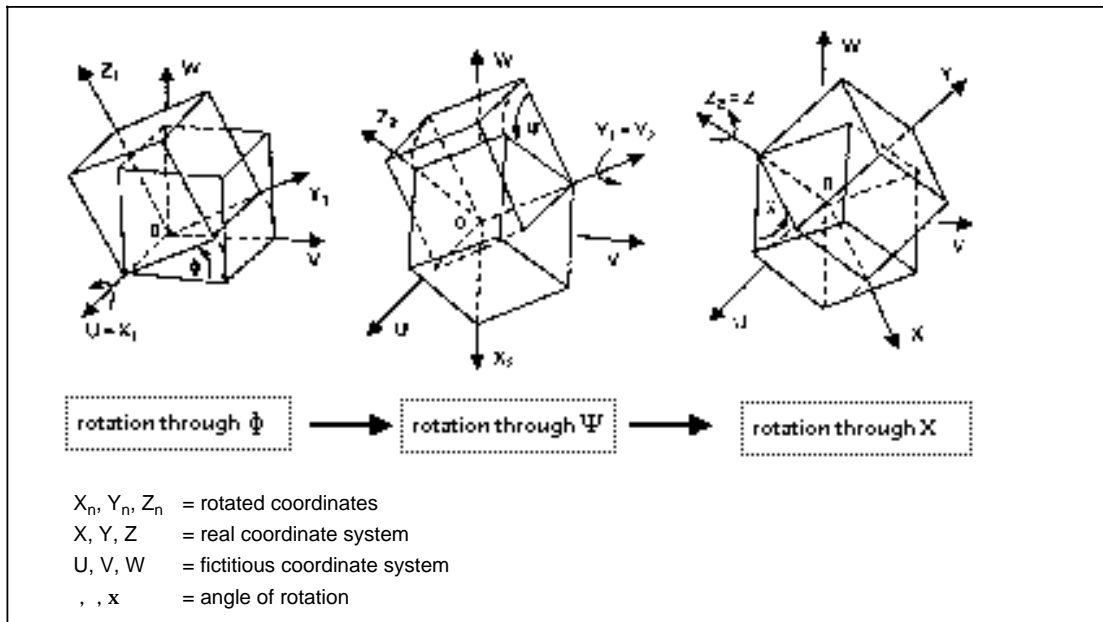 Z₁ W
Y₁
0
V
ϕ
U = X₁
W
Z₂
Ψ
Y₁ = Y₂
0
V
U
X₂
W
Y
Z₂ = Z
0
X
V
U
X
rotation through ϕ
rotation through Ψ
rotation through X
Xₙ, Yₙ, Zₙ = rotated coordinates
X, Y, Z = real coordinate system
U, V, W = fictitious coordinate system
, , x = angle of rotation